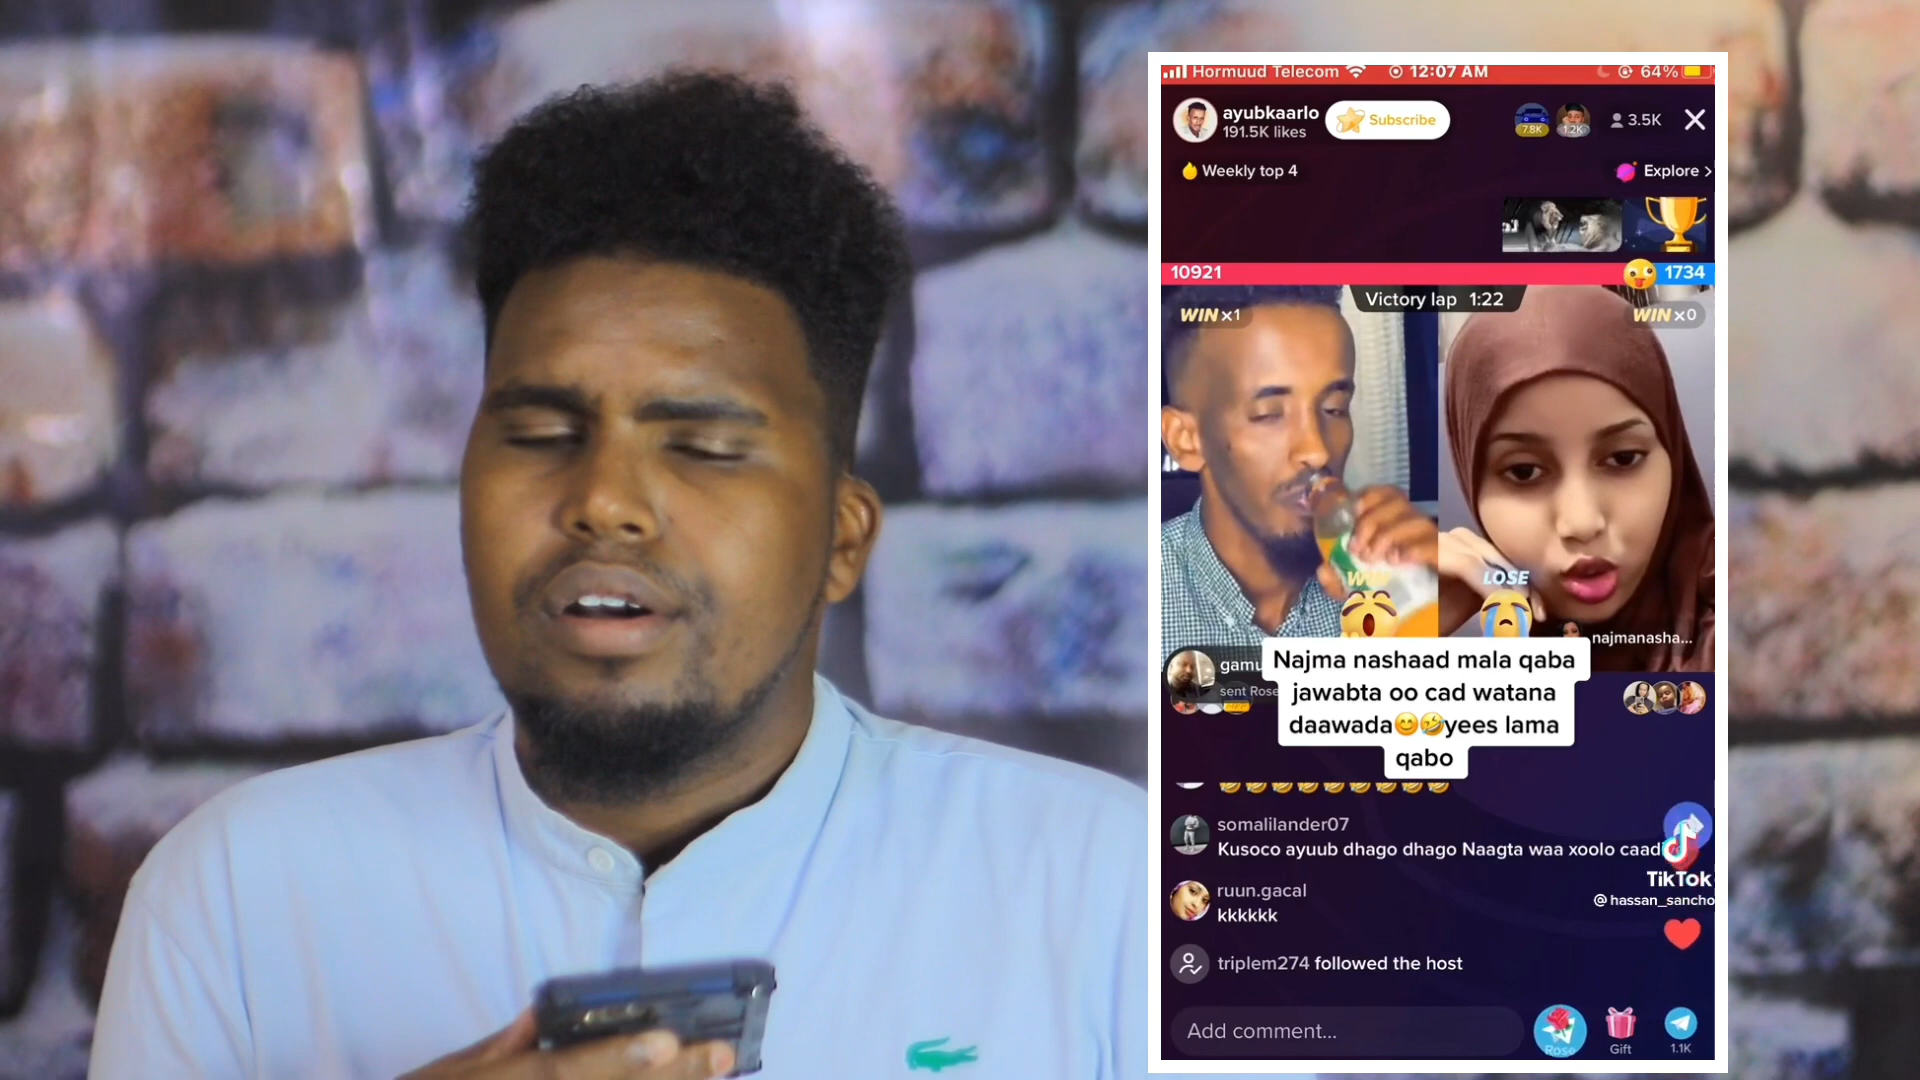 Hormuud Telecom 12:07 AM 64%
ayubkaarlo
191.5K likes
Subscribe
7.8K 1.2K 3.5K
Weekly top 4
Explore >
10921 1734
Victory lap 1:22
WIN x1
WIN x0
WIN
LOSE
najmanasha...
gamu
sent Rose
Najma nashaad mala qaba
jawabta oo cad watana
daawada😊🤣yees lama
qabo
somalilander07
Kusoco ayuub dhago dhago Naagta waa xoolo caadi
TikTok
@hassan_sancho
ruun.gacal
kkkkkk
triplem274 followed the host
Add comment...
Rose
Gift
1.1K